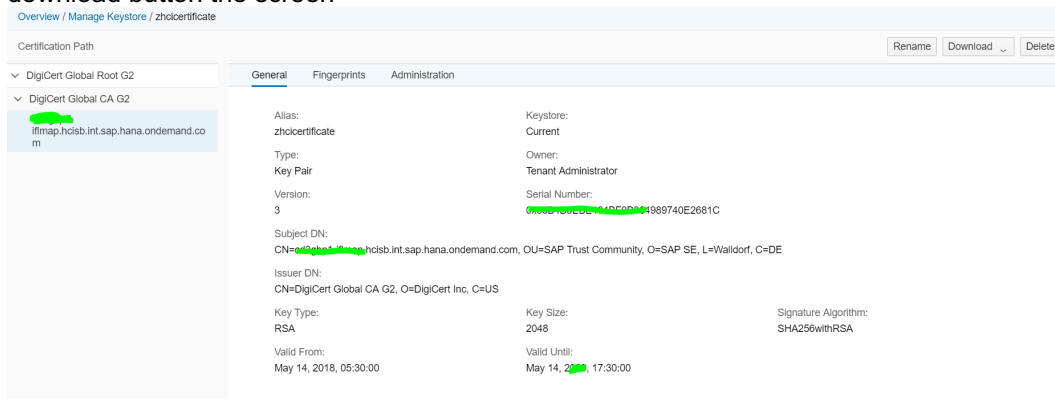 download button the screen
Overview / Manage Keystore / zhcicertificate
Certification Path
Rename Download Delete
DigiCert Global Root G2
DigiCert Global CA G2
iflmap.hcisb.int.sap.hana.ondemand.co
m
General Fingerprints Administration
Alias: Keystore:
zhcicertificate Current
Type: Owner:
Key Pair Tenant Administrator
Version: Serial Number:
3 4989740E2681C
Subject DN:
CN= hcisb.int.sap.hana.ondemand.com, OU=SAP Trust Community, O=SAP SE, L=Walldorf, C=DE
Issuer DN:
CN=DigiCert Global CA G2, O=DigiCert Inc, C=US
Key Type: Key Size: Signature Algorithm:
RSA 2048 SHA256withRSA
Valid From: Valid Until:
May 14, 2018, 05:30:00 May 14, , 17:30:00